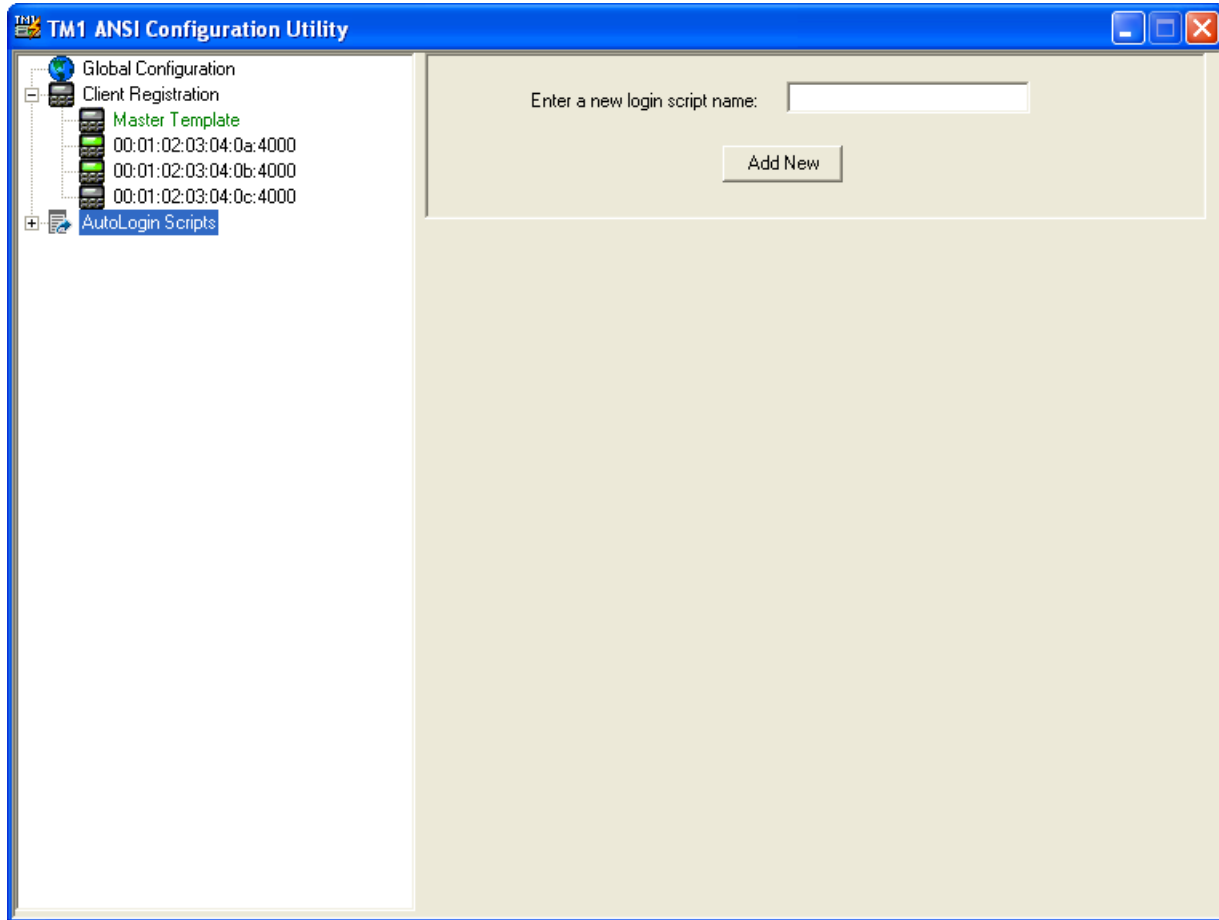 TM1 ANSI Configuration Utility
Global Configuration
Client Registration
Master Template
00:01:02:03:04:0a:4000
00:01:02:03:04:0b:4000
00:01:02:03:04:0c:4000
AutoLogin Scripts
Enter a new login script name:
Add New